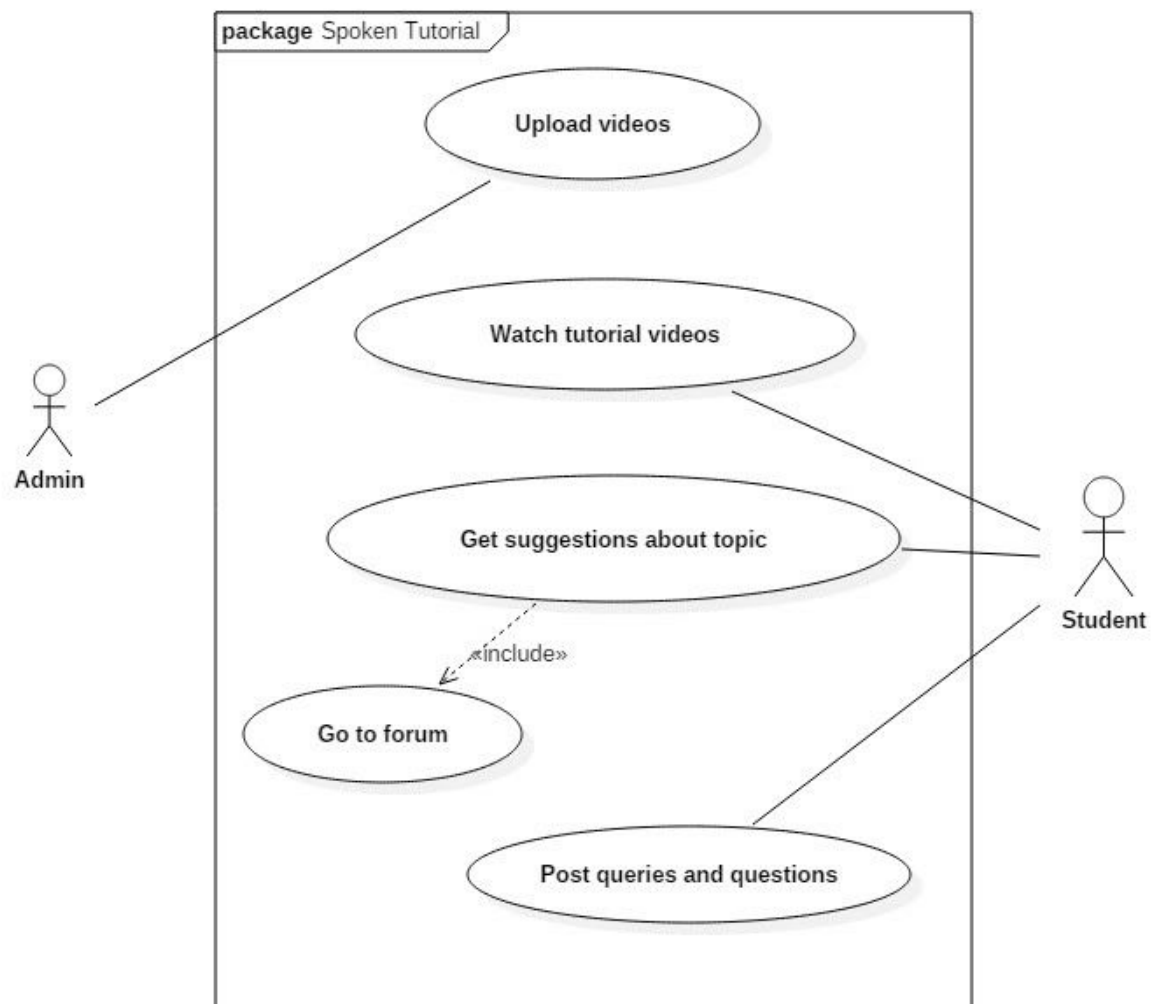 package Spoken Tutorial
Upload videos
Watch tutorial videos
Admin
Get suggestions about topic
Student
«include»
Go to forum
Post queries and questions